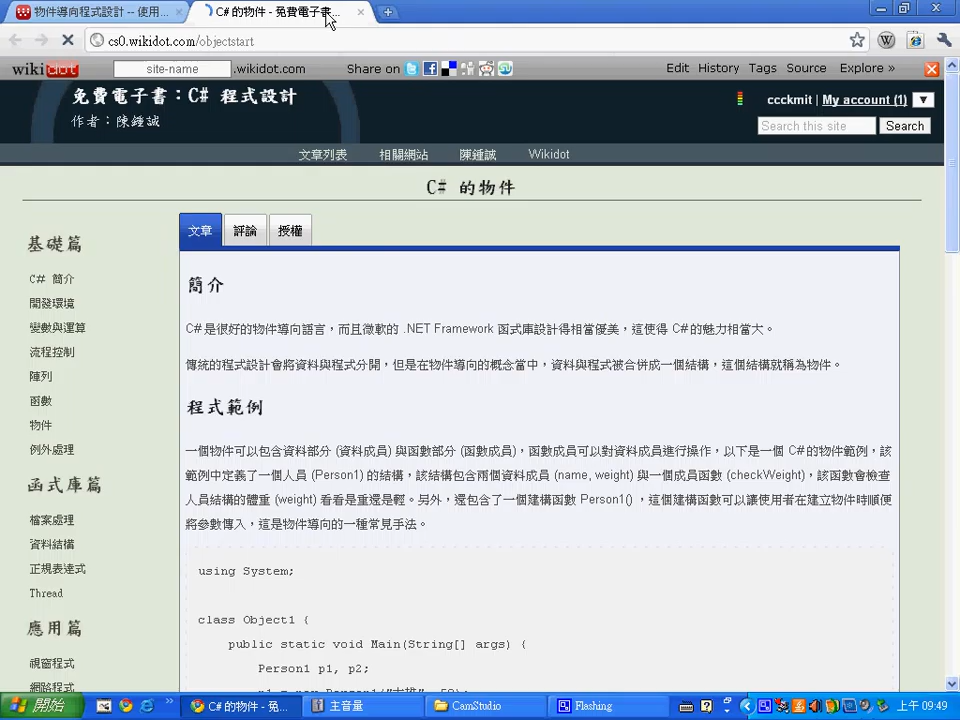 物件導向程式設計 -- 使用...
C# 的物件 - 免費電子書...
cs0.wikidot.com/objectstart
wikidot
site-name
.wikidot.com
Share on
Edit
History
Tags
Source
Explore »
免費電子書：C# 程式設計
作者：陳鍾誠
ccckmit | My account (1)
Search this site
Search
文章列表
相關網站
陳鍾誠
Wikidot
C# 的物件
文章
評論
授權
基礎篇
C# 簡介
開發環境
變數與運算
流程控制
陣列
函數
物件
例外處理
函式庫篇
檔案處理
資料結構
正規表達式
Thread
應用篇
視窗程式
網路程式
簡介
C# 是很好的物件導向語言，而且微軟的 .NET Framework 函式庫設計得相當優美，這使得 C#的魅力相當大。
傳統的程式設計會將資料與程式分開，但是在物件導向的概念當中，資料與程式被合併成一個結構，這個結構就稱為物件。
程式範例
一個物件可以包含資料部分 (資料成員) 與函數部分 (函數成員)，函數成員可以對資料成員進行操作，以下是一個 C#的物件範例，該
範例中定義了一個人員 (Person1) 的結構，該結構包含兩個資料成員 (name, weight) 與一個成員函數 (checkWeight)，該函數會檢查
人員結構的體重 (weight) 看看是重還是輕。另外，還包含了一個建構函數 Person1() ，這個建構函數可以讓使用者在建立物件時順便
將參數傳入，這是物件導向的一種常見手法。
using System;
class Object1 {
public static void Main(String[] args) {
Person1 p1, p2;
開始
C# 的物件 - 免...
主音量
CamStudio
Flashing
上午 09:49